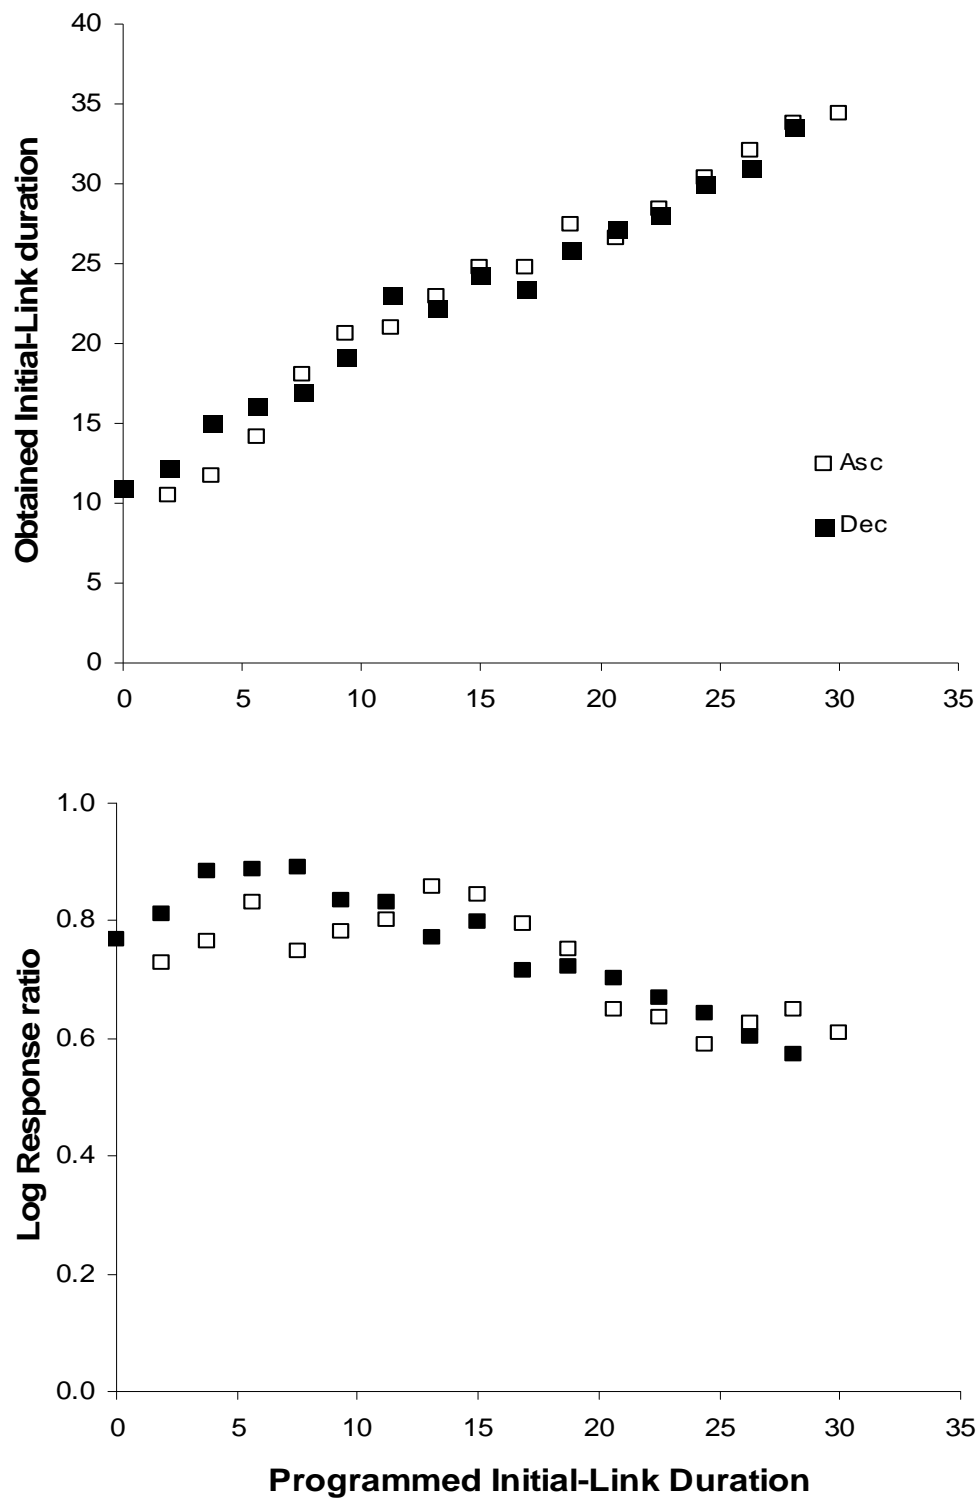 40
35
30
25
20
15
10
5
0
Obtained Initial-Link duration
Asc
Dec
0 5 10 15 20 25 30 35
1.0
0.8
0.6
0.4
0.2
0.0
Log Response ratio
0 5 10 15 20 25 30 35
Programmed Initial-Link Duration